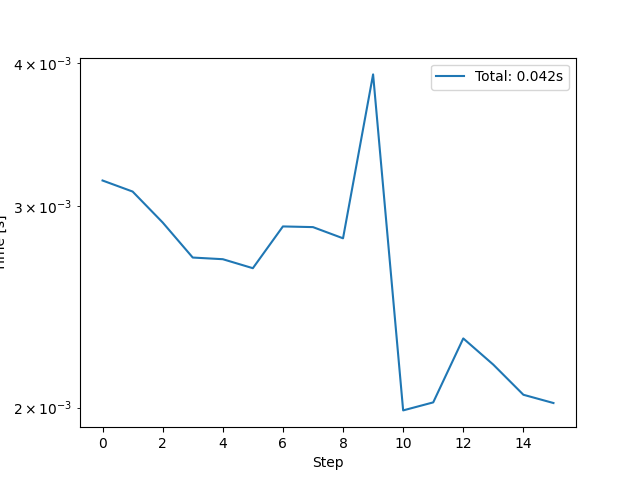 4 × 10⁻³
Total: 0.042s
3 × 10⁻³
Time [s]
2 × 10⁻³
0 2 4 6 8 10 12 14
Step